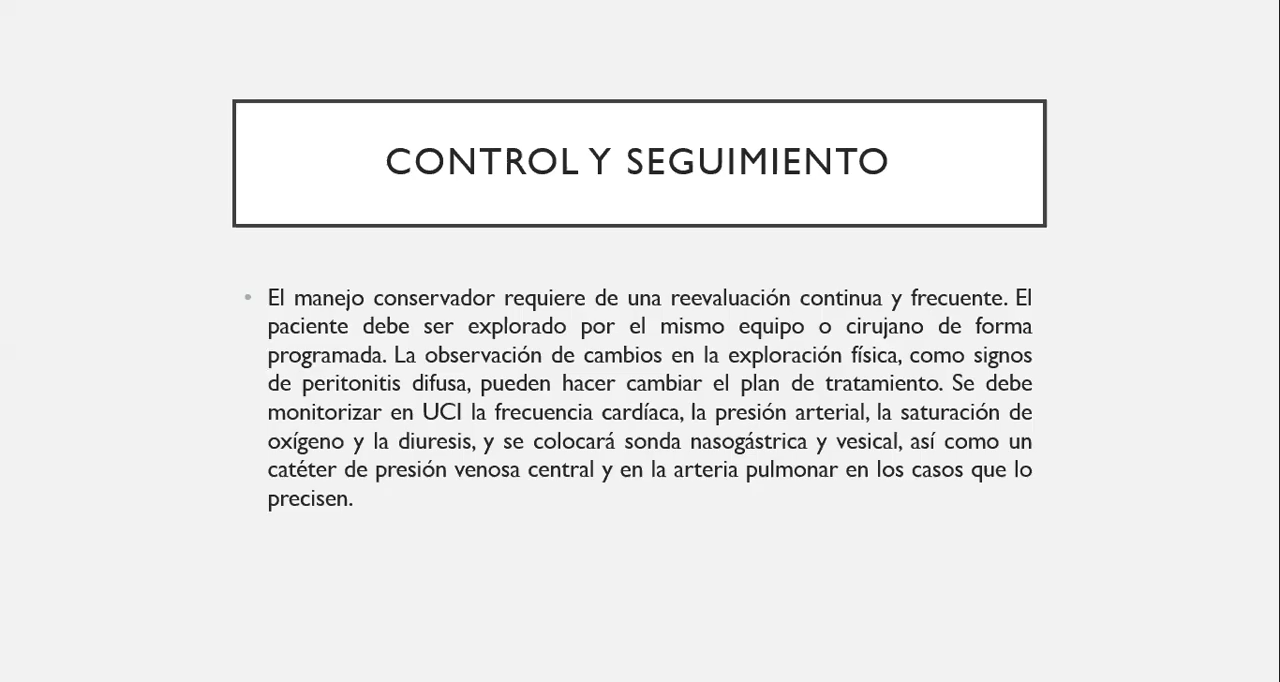 CONTROL Y SEGUIMIENTO
• El manejo conservador requiere de una reevaluación continua y frecuente. El
paciente debe ser explorado por el mismo equipo o cirujano de forma
programada. La observación de cambios en la exploración física, como signos
de peritonitis difusa, pueden hacer cambiar el plan de tratamiento. Se debe
monitorizar en UCI la frecuencia cardíaca, la presión arterial, la saturación de
oxígeno y la diuresis, y se colocará sonda nasogástrica y vesical, así como un
catéter de presión venosa central y en la arteria pulmonar en los casos que lo
precisen.